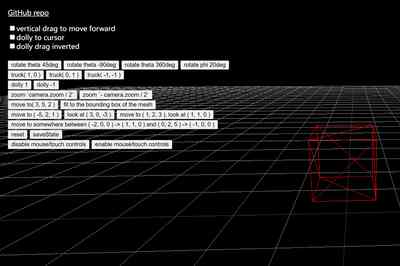 GitHub repo
vertical drag to move forward
dolly to cursor
dolly drag inverted
rotate theta 45deg rotate theta -90deg rotate theta 360deg rotate phi 20deg
truck( 1, 0 ) truck( 0, 1 ) truck( -1, -1 )
dolly 1 dolly -1
zoom `camera.zoom / 2` zoom `- camera.zoom / 2`
move to( 3, 5, 2 ) fit to the bounding box of the mesh
move to ( -5, 2, 1 ) look at ( 3, 0, -3 ) move to ( 1, 2, 3 ), look at ( 1, 1, 0 )
move to somewhere between ( -2, 0, 0 ) -> ( 1, 1, 0 ) and ( 0, 2, 5 ) -> ( -1, 0, 0 )
reset saveState
disable mouse/touch controls enable mouse/touch controls